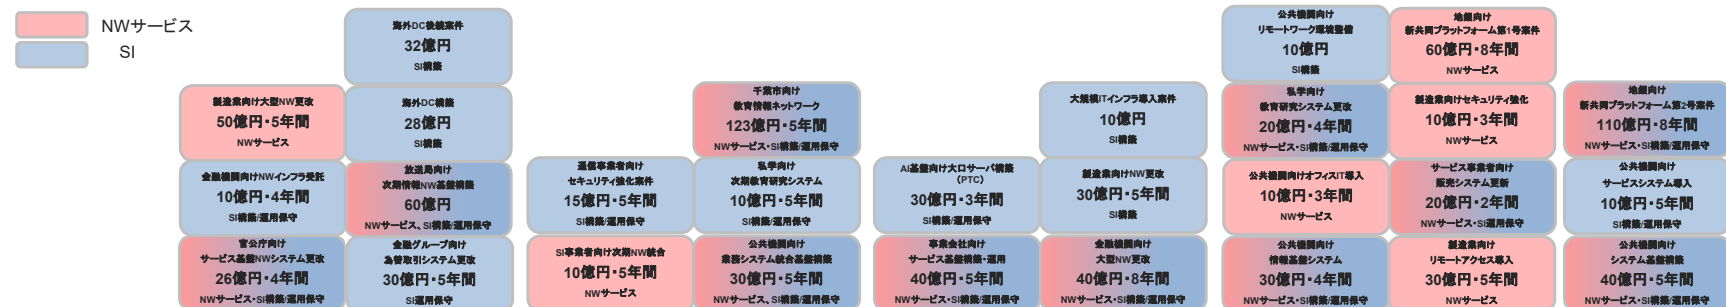 NWサービス
SI
製造業向け大型NW更改
50億円・5年間
NWサービス
金融機関向けNWインフラ受託
10億円・4年間
SI構築/運用保守
官公庁向け
サービス基盤NWシステム更改
26億円・4年間
NWサービス・SI構築/運用保守
海外DC後続案件
32億円
SI構築
海外DC構築
28億円
SI構築
放送局向け
次期情報NW基盤構築
60億円
NWサービス、SI構築/運用保守
金融グループ向け
為替取引システム更改
30億円・5年間
SI運用保守
通信事業者向け
セキュリティ強化案件
15億円・5年間
SI構築/運用保守
SI事業者向け次期NW統合
10億円・5年間
NWサービス
千葉市向け
教育情報ネットワーク
123億円・5年間
NWサービス・SI構築/運用保守
私学向け
次期教育研究システム
10億円・5年間
SI構築/運用保守
公共機関向け
業務システム統合基盤構築
30億円・5年間
NWサービス、SI構築/運用保守
AI基盤向け大口サーバ構築
(PTC)
30億円・3年間
SI構築/運用保守
事業会社向け
サービス基盤構築・運用
40億円・5年間
NWサービス・SI構築/運用保守
大規模ITインフラ導入案件
10億円
SI構築
製造業向けNW更改
30億円・5年間
SI構築
金融機関向け
大型NW更改
40億円・8年間
NWサービス・SI構築/運用保守
公共機関向け
リモートワーク環境整備
10億円
SI構築
私学向け
教育研究システム更改
20億円・4年間
NWサービス・SI構築/運用保守
公共機関向けオフィスIT導入
10億円・3年間
NWサービス
公共機関向け
情報基盤システム
30億円・4年間
NWサービス・SI構築/運用保守
地銀向け
新共同プラットフォーム第1号案件
60億円・8年間
NWサービス
製造業向けセキュリティ強化
10億円・3年間
NWサービス
サービス事業者向け
販売システム更新
20億円・2年間
NWサービス・SI運用保守
製造業向け
リモートアクセス導入
30億円・5年間
NWサービス
地銀向け
新共同プラットフォーム第2号案件
110億円・8年間
NWサービス・SI構築/運用保守
公共機関向け
サービスシステム導入
10億円・5年間
SI構築/運用保守
公共機関向け
システム基盤構築
40億円・5年間
NWサービス・SI構築/運用保守